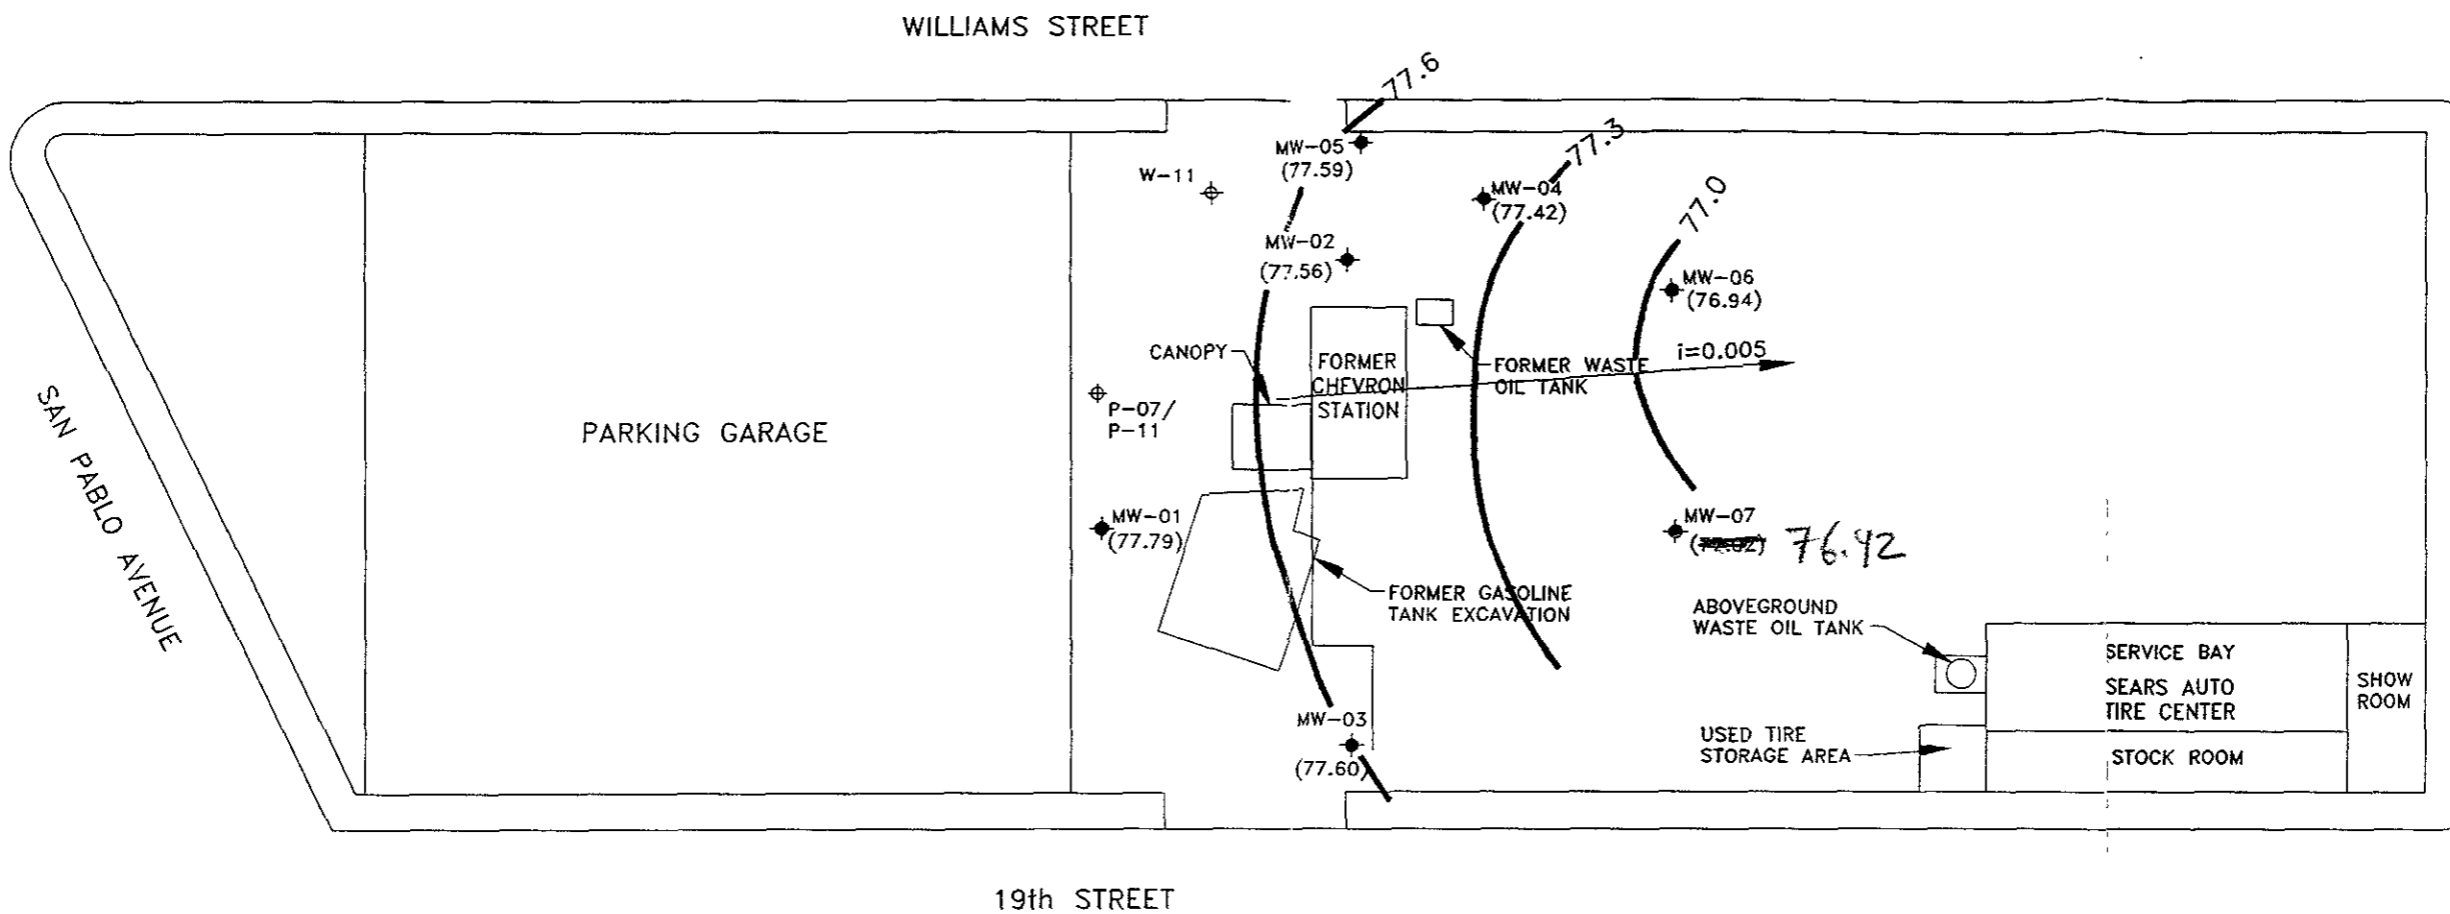 WILLIAMS STREET
77.6
77.3
77.0
MW-05
(77.59)
W-11
MW-04
(77.42)
MW-02
(77.56)
MW-06
(76.94)
CANOPY
FORMER
CHEVRON
STATION
FORMER WASTE
OIL TANK
i=0.005
P-07/
P-11
PARKING GARAGE
SAN PABLO AVENUE
MW-01
(77.79)
MW-07
76.42
FORMER GASOLINE
TANK EXCAVATION
ABOVEGROUND
WASTE OIL TANK
SERVICE BAY
SEARS AUTO
TIRE CENTER
SHOW
ROOM
MW-03
(77.60)
USED TIRE
STORAGE AREA
STOCK ROOM
19th STREET